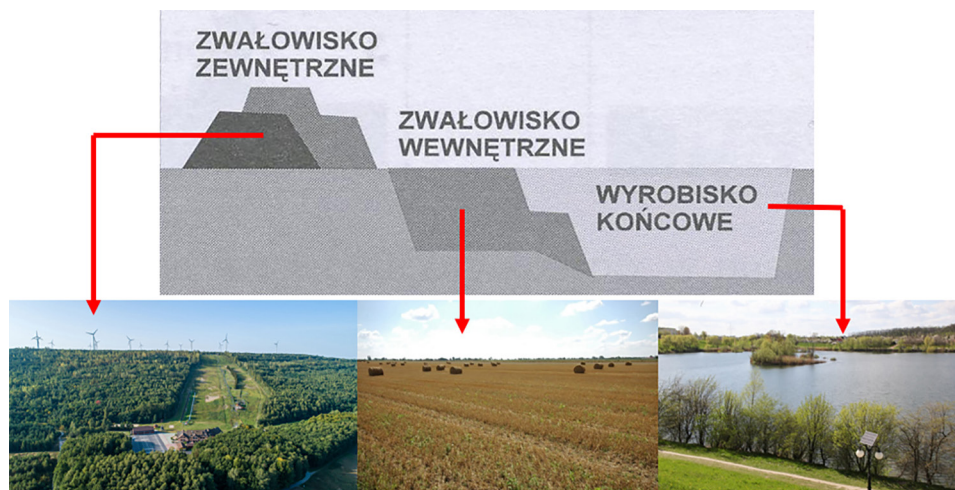 ZWAŁOWISKO
ZEWNĘTRZNE
ZWAŁOWISKO
WEWNĘTRZNE
WYROBISKO
KOŃCOWE